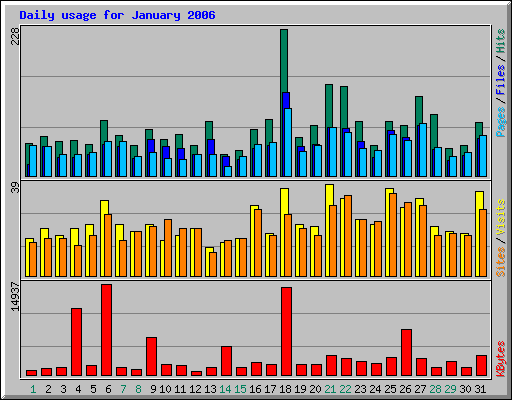 Daily usage for January 2006
228
Pages / Files / Hits
39
Sites / Visits
14937
KBytes
1 2 3 4 5 6 7 8 9 10 11 12 13 14 15 16 17 18 19 20 21 22 23 24 25 26 27 28 29 30 31